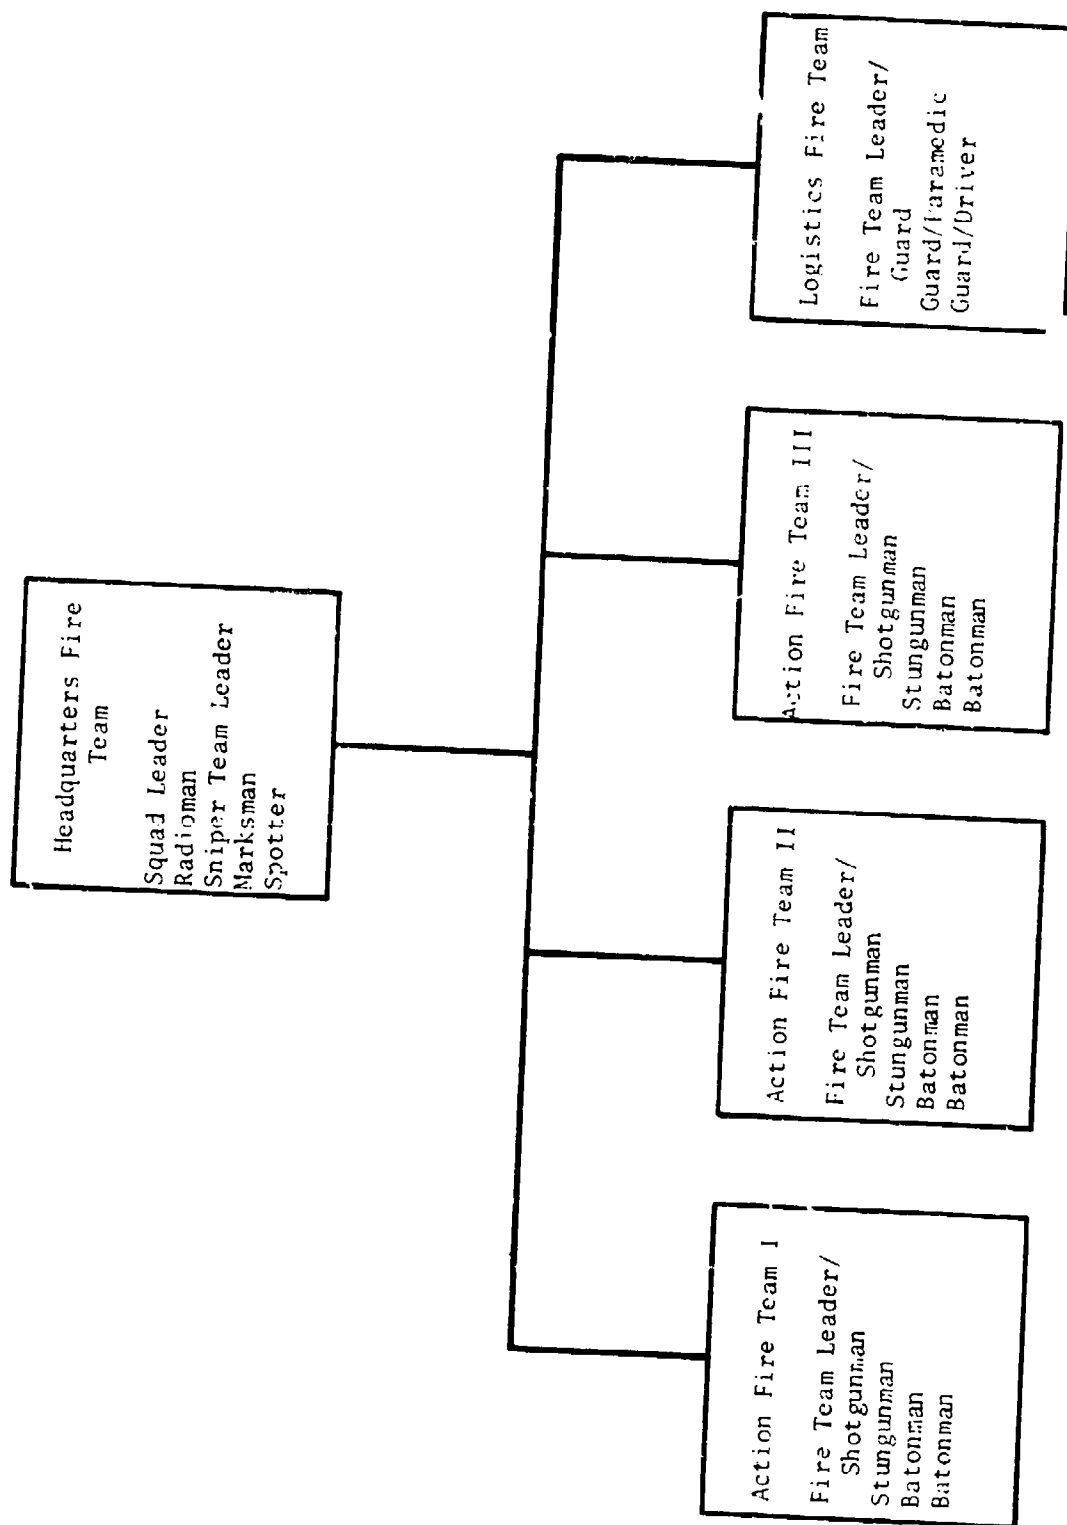 Headquarters Fire
Team
Squad Leader
Radioman
Sniper Team Leader
Marksman
Spotter
Action Fire Team I
Fire Team Leader/
Shotgunman
Stungunman
Batonman
Batonman
Action Fire Team II
Fire Team Leader/
Shotgunman
Stungunman
Batonman
Batonman
Action Fire Team III
Fire Team Leader/
Shotgunman
Stungunman
Batonman
Batonman
Logistics Fire Team
Fire Team Leader/
Guard
Guard/Paramedic
Guard/Driver